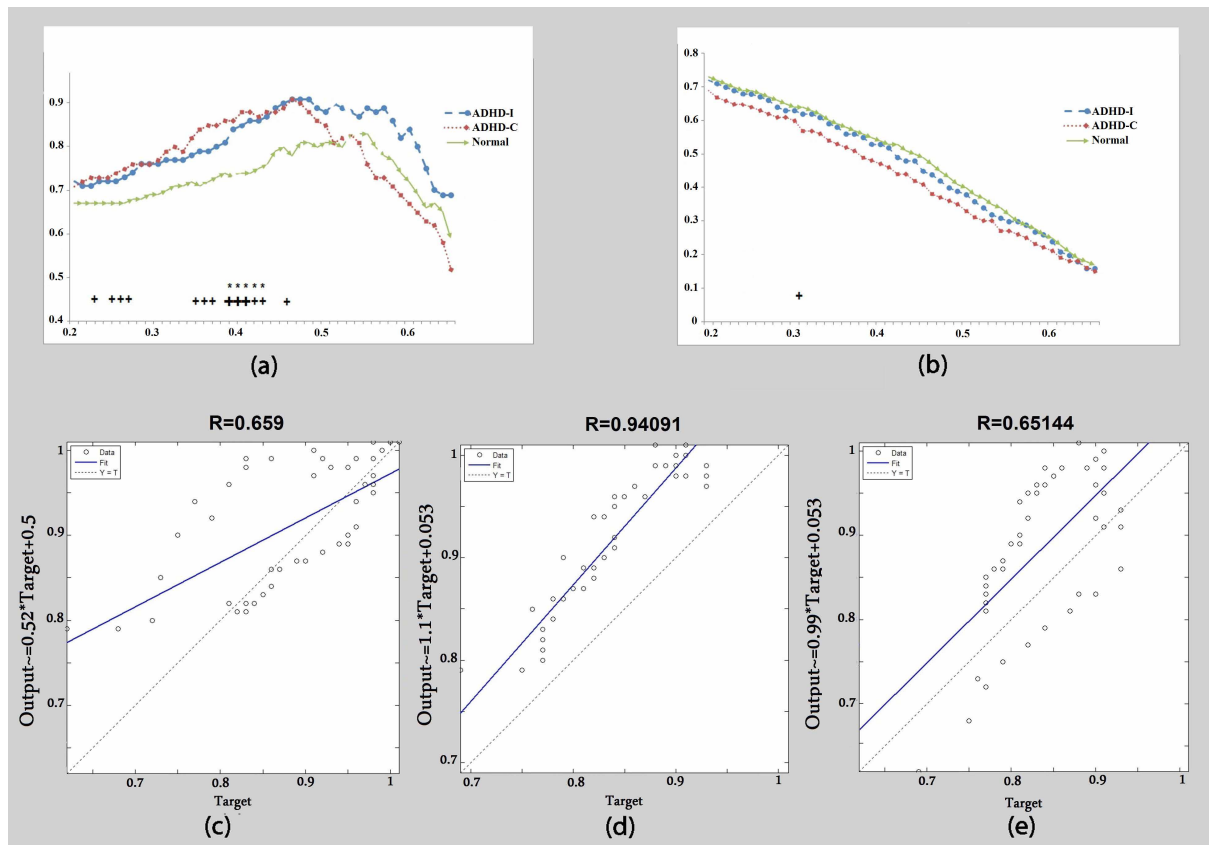 0.9
0.8
0.7
0.6
0.5
0.4
0.2
0.3
0.4
0.5
0.6
ADHD-I
ADHD-C
Normal
* * * * *
+ +++ +++ +++++ +
(a)
0.8
0.7
0.6
0.5
0.4
0.3
0.2
0.1
0
0.2
0.3
0.4
0.5
0.6
ADHD-I
ADHD-C
Normal
+
(b)
R=0.659
Data
Fit
Y = T
1
0.9
0.8
0.7
0.7
0.8
0.9
1
Output~=0.52*Target+0.5
Target
(c)
R=0.94091
Data
Fit
Y = T
1
0.9
0.8
0.7
0.7
0.8
0.9
1
Output~=1.1*Target+0.053
Target
(d)
R=0.65144
Data
Fit
Y = T
1
0.9
0.8
0.7
0.7
0.8
0.9
1
Output~=0.99*Target+0.053
Target
(e)